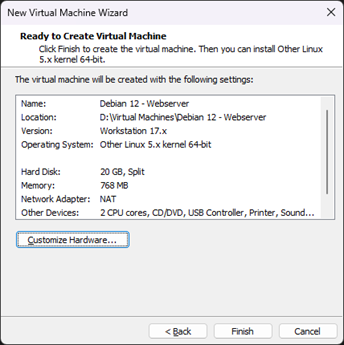 New Virtual Machine Wizard
Ready to Create Virtual Machine
Click Finish to create the virtual machine. Then you can install Other Linux
5.x kernel 64-bit.
The virtual machine will be created with the following settings:
Name: Debian 12 - Webserver
Location: D:\Virtual Machines\Debian 12 - Webserver
Version: Workstation 17.x
Operating System: Other Linux 5.x kernel 64-bit
Hard Disk: 20 GB, Split
Memory: 768 MB
Network Adapter: NAT
Other Devices: 2 CPU cores, CD/DVD, USB Controller, Printer, Sound...
Customize Hardware...
< Back Finish Cancel